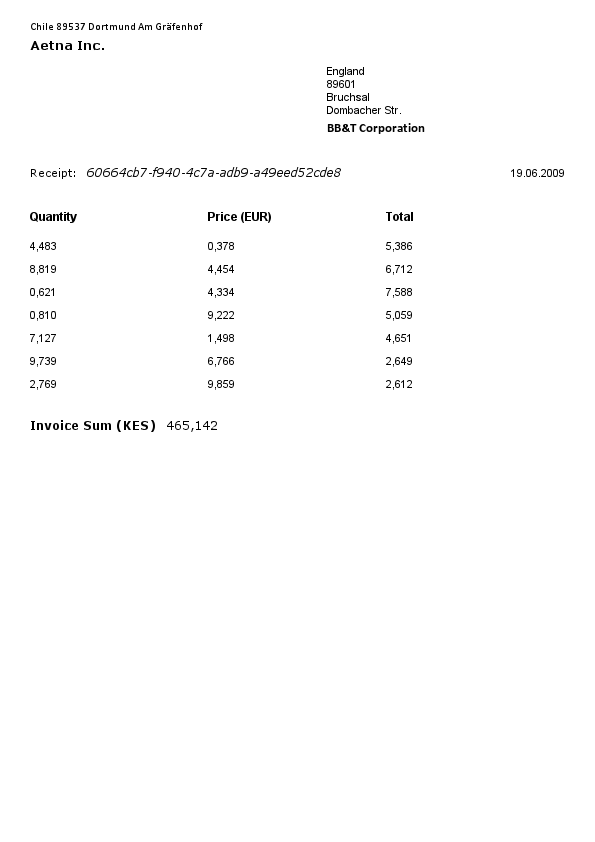 Chile 89537 Dortmund Am Gräfenhof
Aetna Inc.
England
89601
Bruchsal
Dombacher Str.
BB&T Corporation
Receipt: 60664cb7-f940-4c7a-adb9-a49eed52cde8 19.06.2009
Quantity Price (EUR) Total
4,483 0,378 5,386
8,819 4,454 6,712
0,621 4,334 7,588
0,810 9,222 5,059
7,127 1,498 4,651
9,739 6,766 2,649
2,769 9,859 2,612
Invoice Sum (KES) 465,142